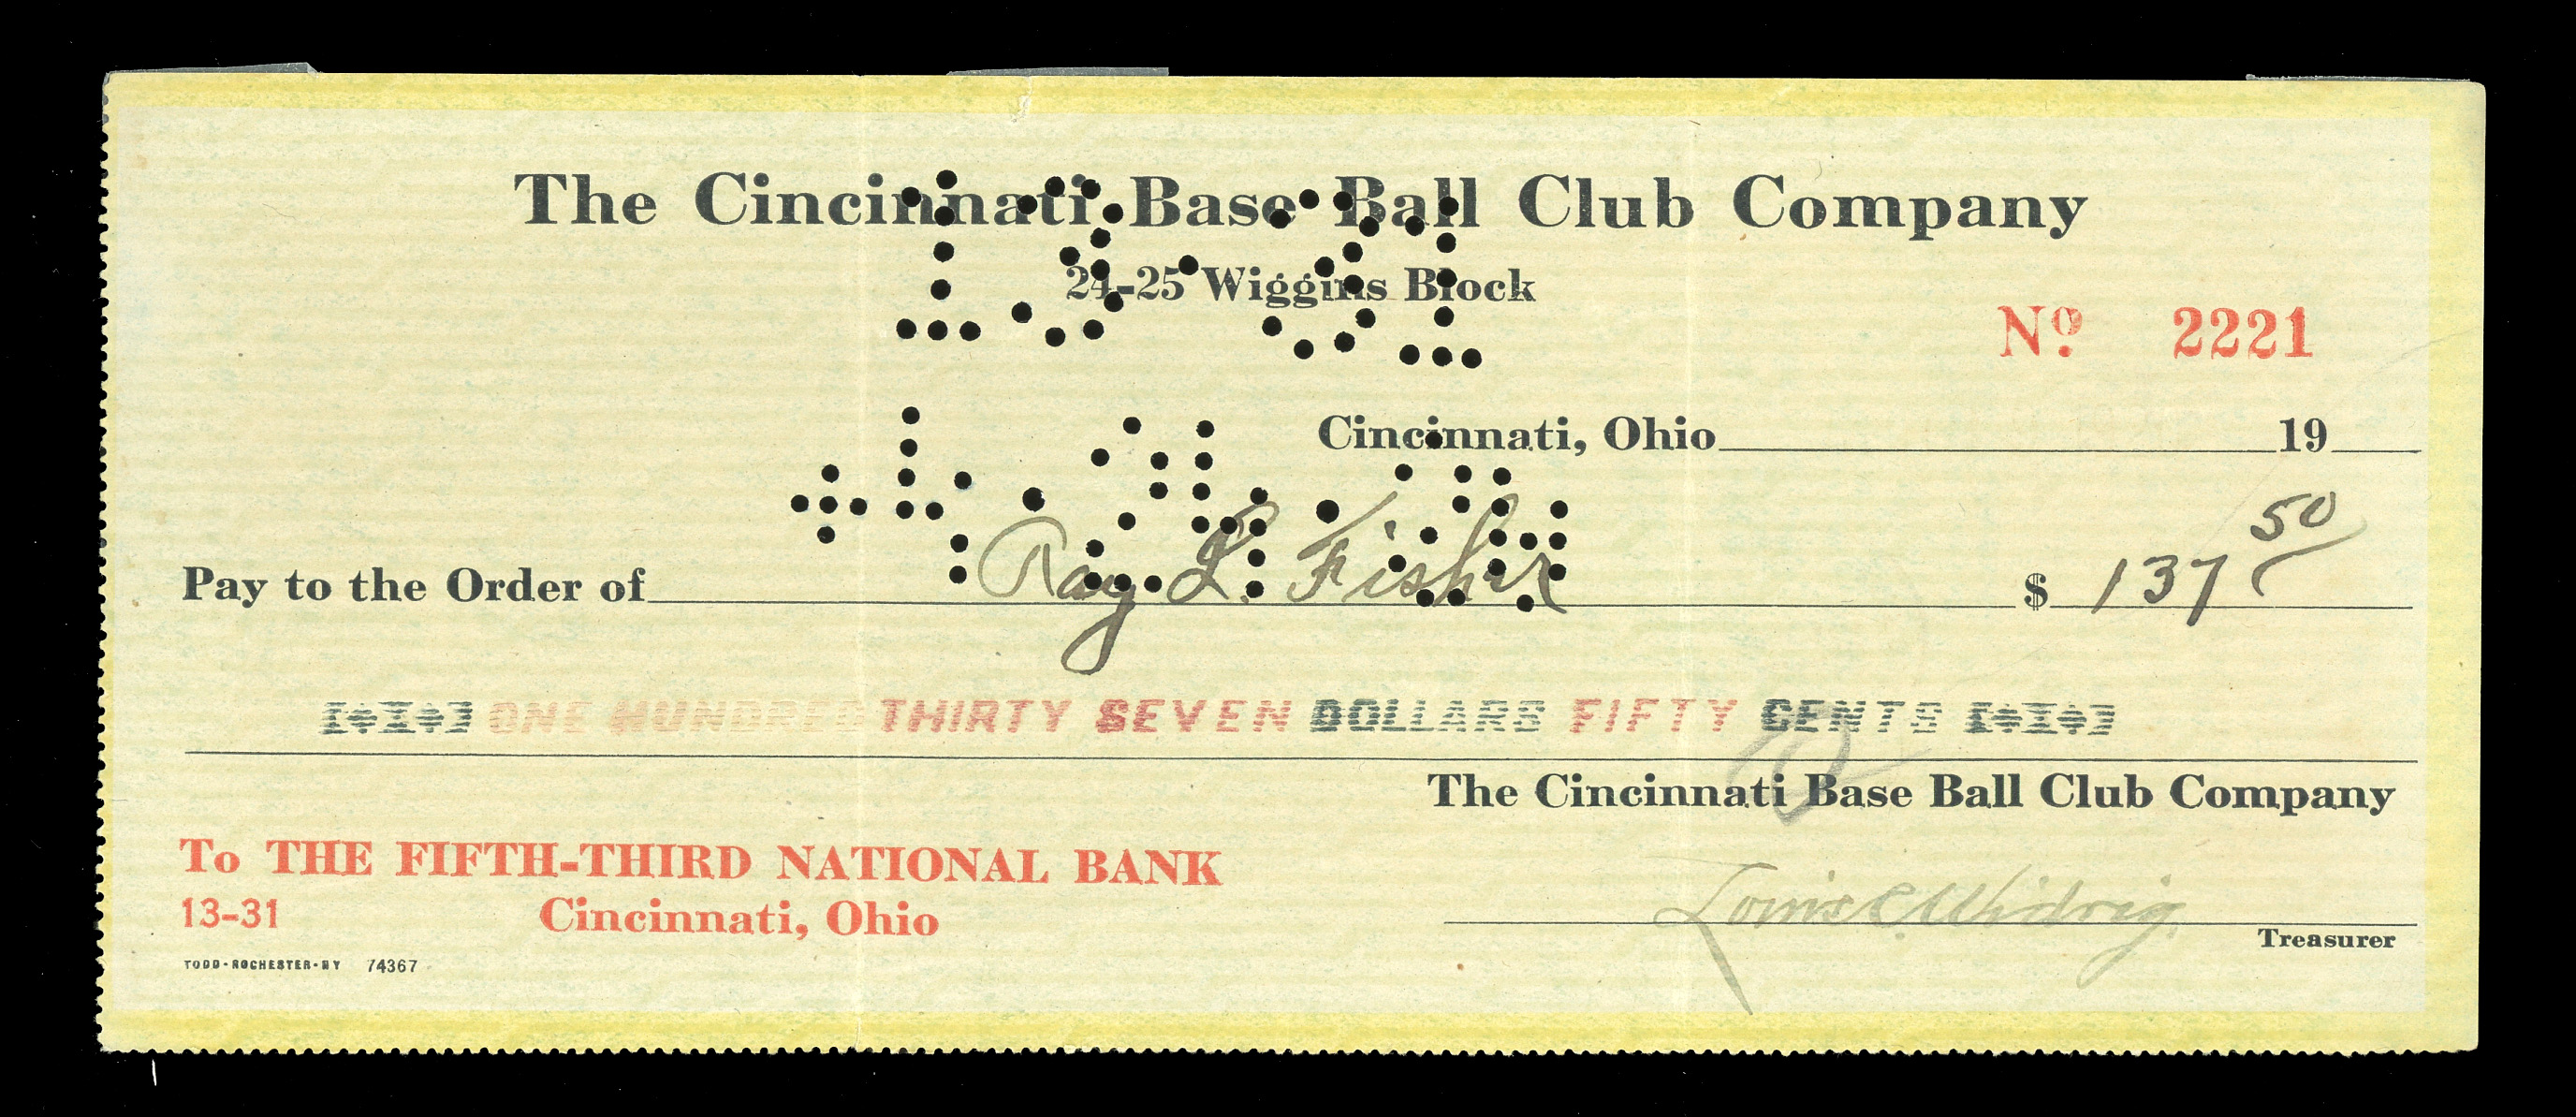 The Cincinnati Base Ball Club Company
24-25 Wiggins Block
No. 2221
Cincinnati, Ohio 19
Pay to the Order of Ray L. Fisher $ 137 50
ONE HUNDRED THIRTY SEVEN DOLLARS FIFTY CENTS
The Cincinnati Base Ball Club Company
To THE FIFTH-THIRD NATIONAL BANK
13-31 Cincinnati, Ohio
Louis C. Widrig
Treasurer
TODD-ROCHESTER-NY 74367